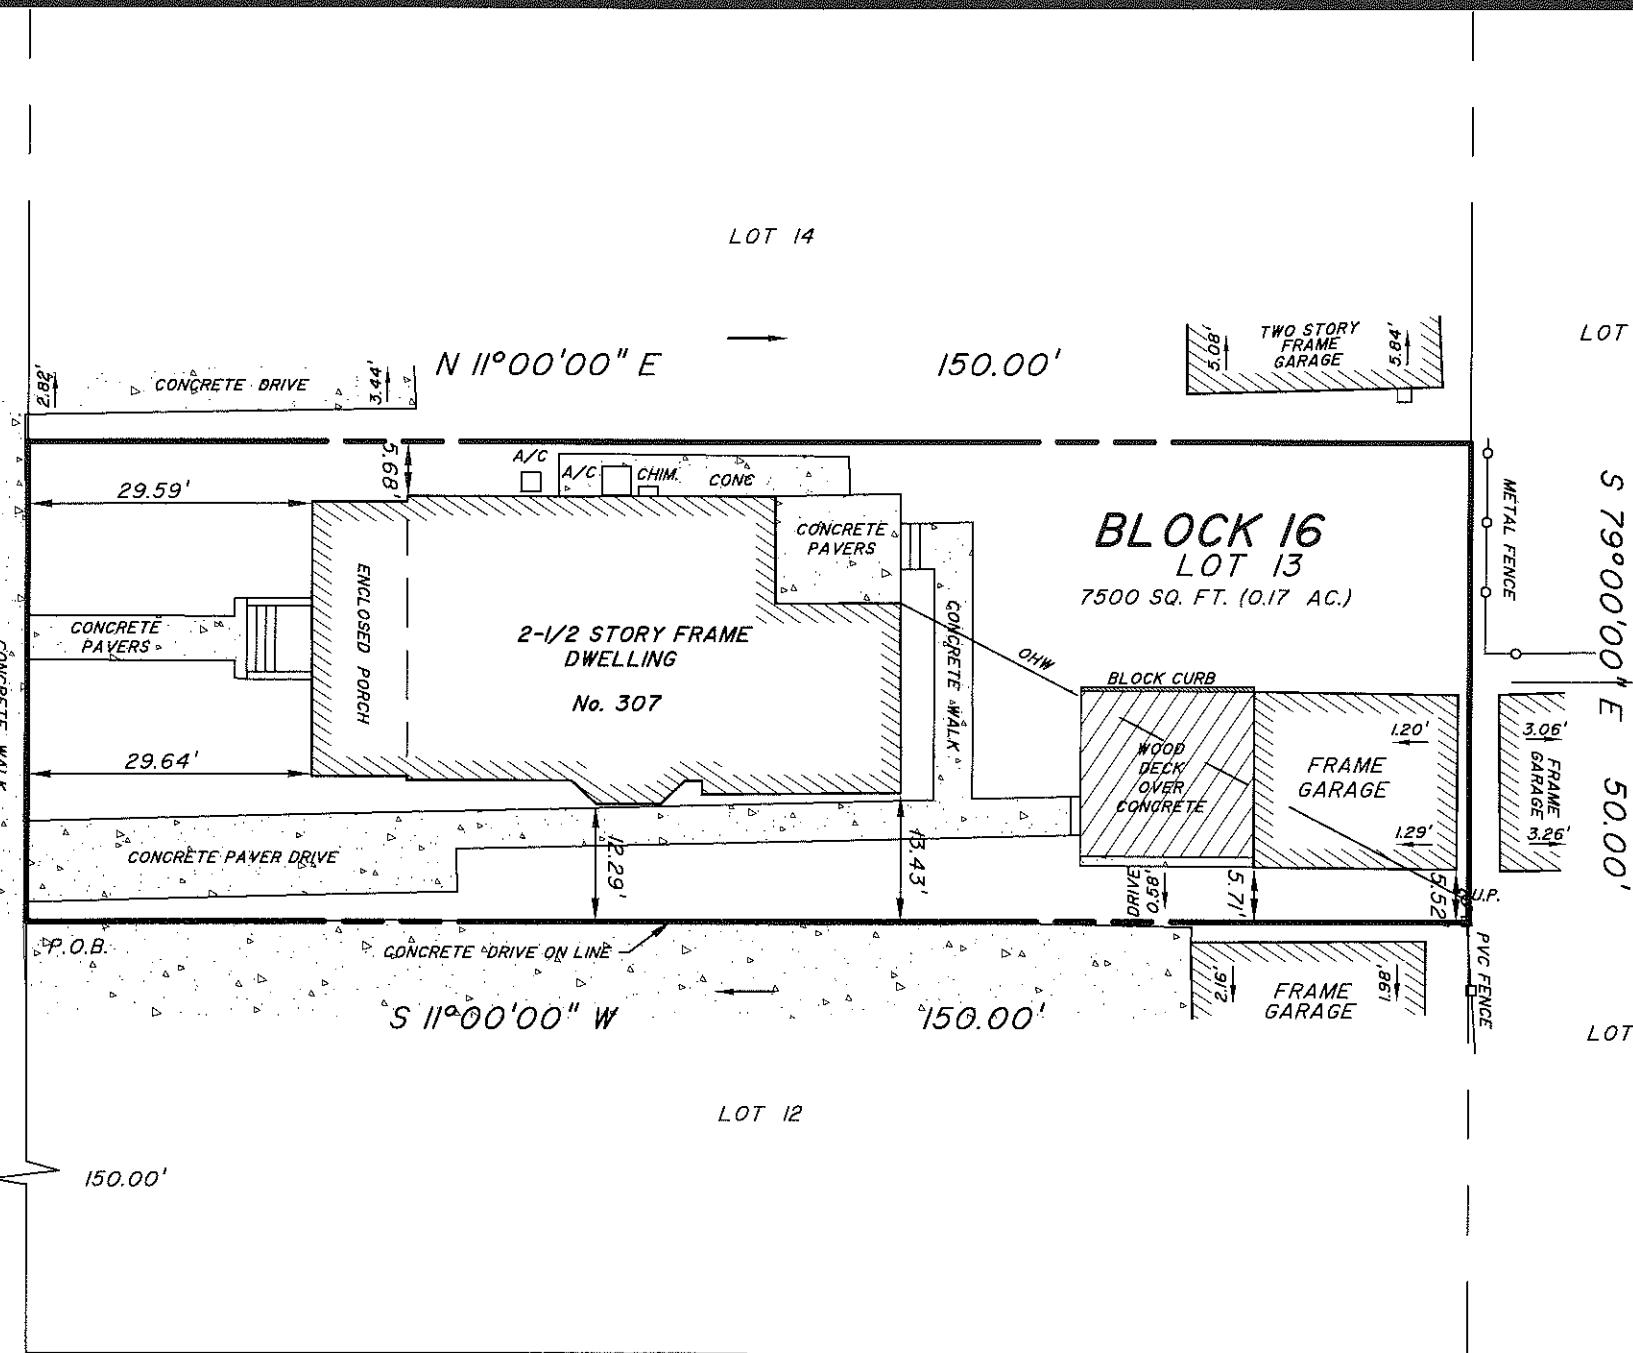 LOT 14
LOT
TWO STORY
FRAME
GARAGE
5.08'
5.84'
N 11°00'00" E
150.00'
2.82'
CONCRETE DRIVE
3.44'
5.68'
A/C
A/C
CHIM.
CONC
29.59'
CONCRETE
PAVERS
BLOCK 16
LOT 13
7500 SQ. FT. (0.17 AC.)
METAL FENCE
S 79°00'00" E 50.00'
ENCLOSED PORCH
2-1/2 STORY FRAME
DWELLING
No. 307
CONCRETE
PAVERS
CONCRETE WALK
CONCRETE WALK
OHW
BLOCK CURB
WOOD
DECK
OVER
CONCRETE
1.20'
FRAME
GARAGE
1.29'
3.06'
FRAME
GARAGE
3.26'
29.64'
CONCRETE PAVER DRIVE
12.29'
13.43'
DRIVE
0.58'
5.71'
5.52'
U.P.
P.O.B.
CONCRETE DRIVE ON LINE
PVC FENCE
2.16'
FRAME
GARAGE
1.98'
S 11°00'00" W
150.00'
LOT
LOT 12
150.00'